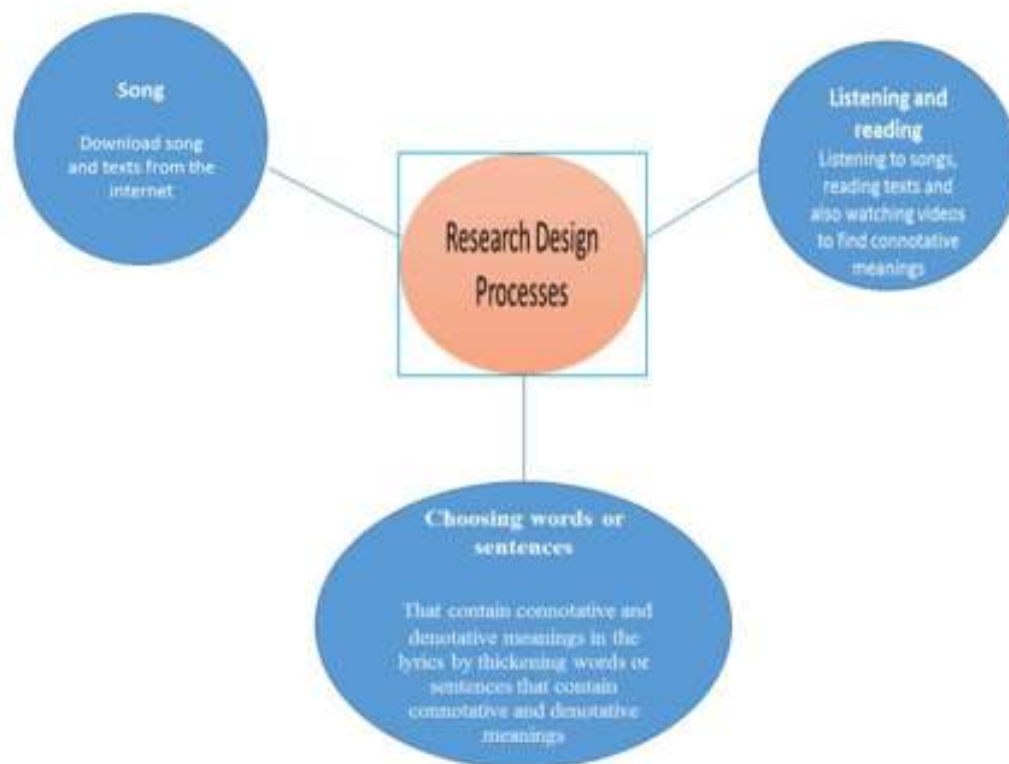 Song
Download song
and texts from the
internet
Listening and
reading
Listening to songs,
reading texts and
also watching videos
to find connotative
meanings
Research Design
Processes
Choosing words or
sentences
That contain connotative and
denotative meanings in the
lyrics by thickening words or
sentences that contain
connotative and denotative
meanings